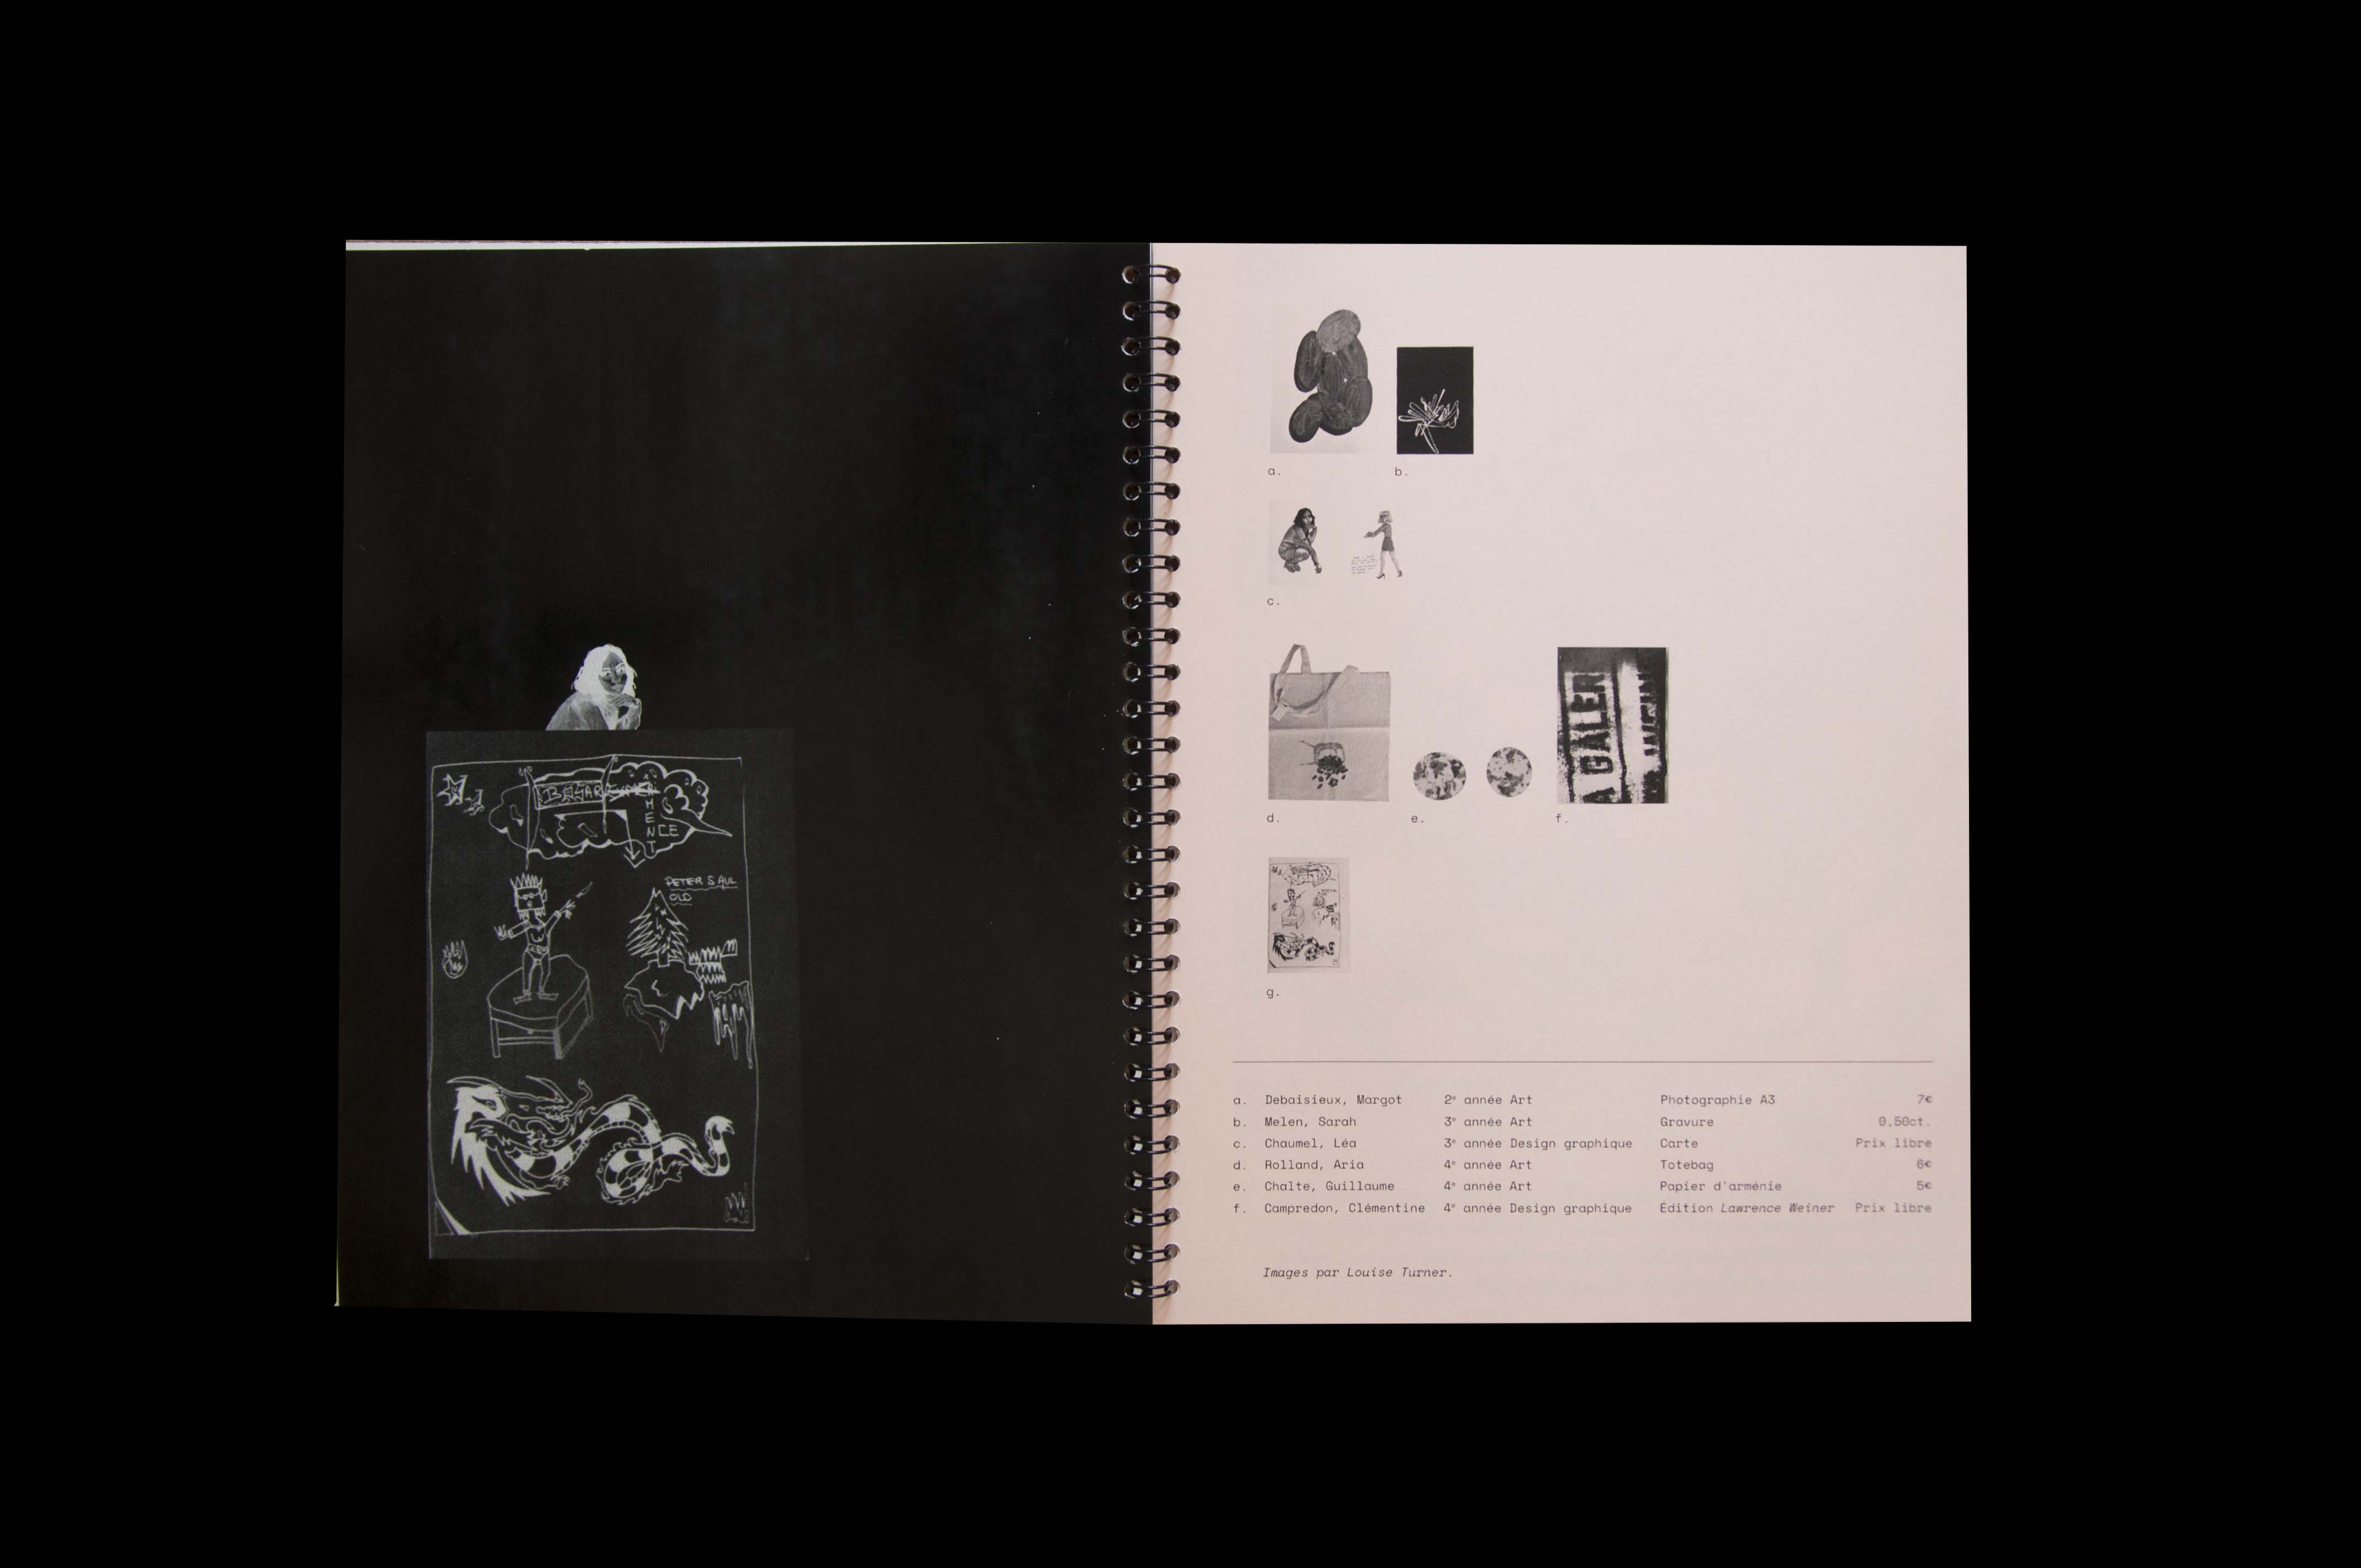 PETER SAUL
OLD
a.
b.
c.
A GALER
d.
e.
f.
g.
a. Debaisieux, Margot 2e année Art Photographie A3 7€
b. Melen, Sarah 3e année Art Gravure 0,50ct.
c. Chaumel, Léa 3e année Design graphique Carte Prix libre
d. Rolland, Aria 4e année Art Totebag 6€
e. Chalte, Guillaume 4e année Art Papier d'arménie 5€
f. Campredon, Clémentine 4e année Design graphique Édition Lawrence Weiner Prix libre
Images par Louise Turner.